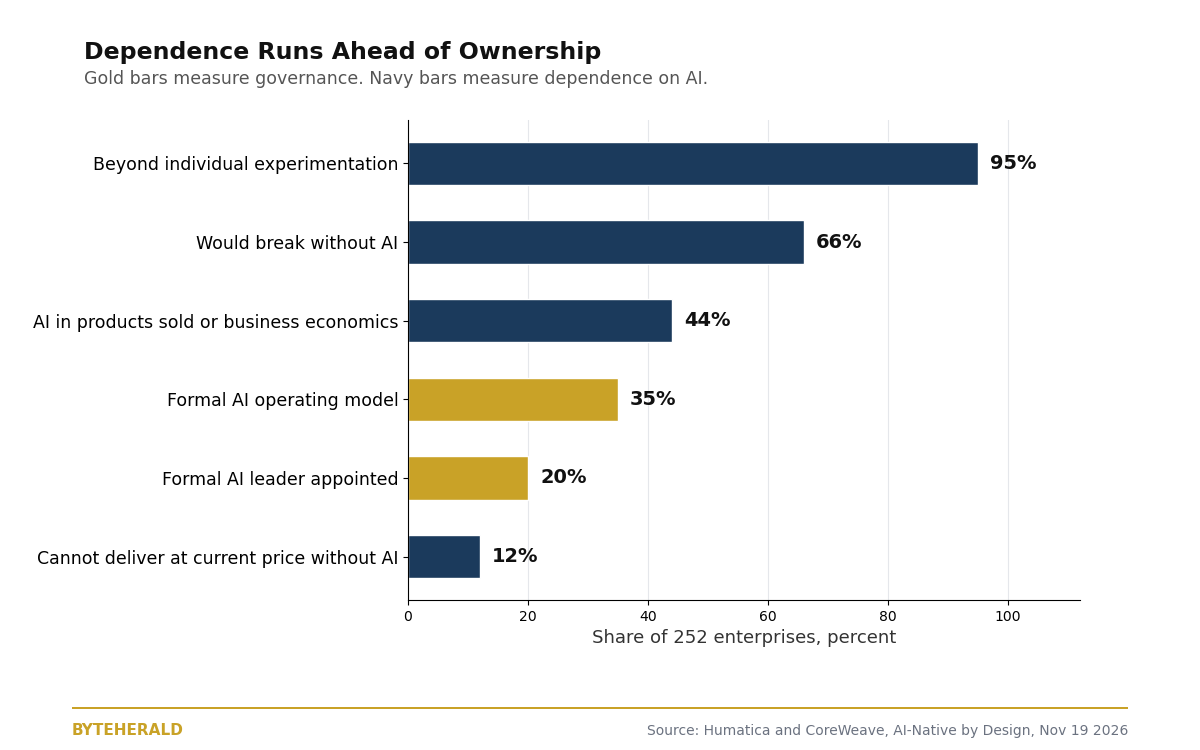 Dependence Runs Ahead of Ownership
Gold bars measure governance. Navy bars measure dependence on AI.
Beyond individual experimentation 95%
Would break without AI 66%
AI in products sold or business economics 44%
Formal AI operating model 35%
Formal AI leader appointed 20%
Cannot deliver at current price without AI 12%
0 20 40 60 80 100
Share of 252 enterprises, percent
BYTEHERALD Source: Humatica and CoreWeave, AI-Native by Design, Nov 19 2026